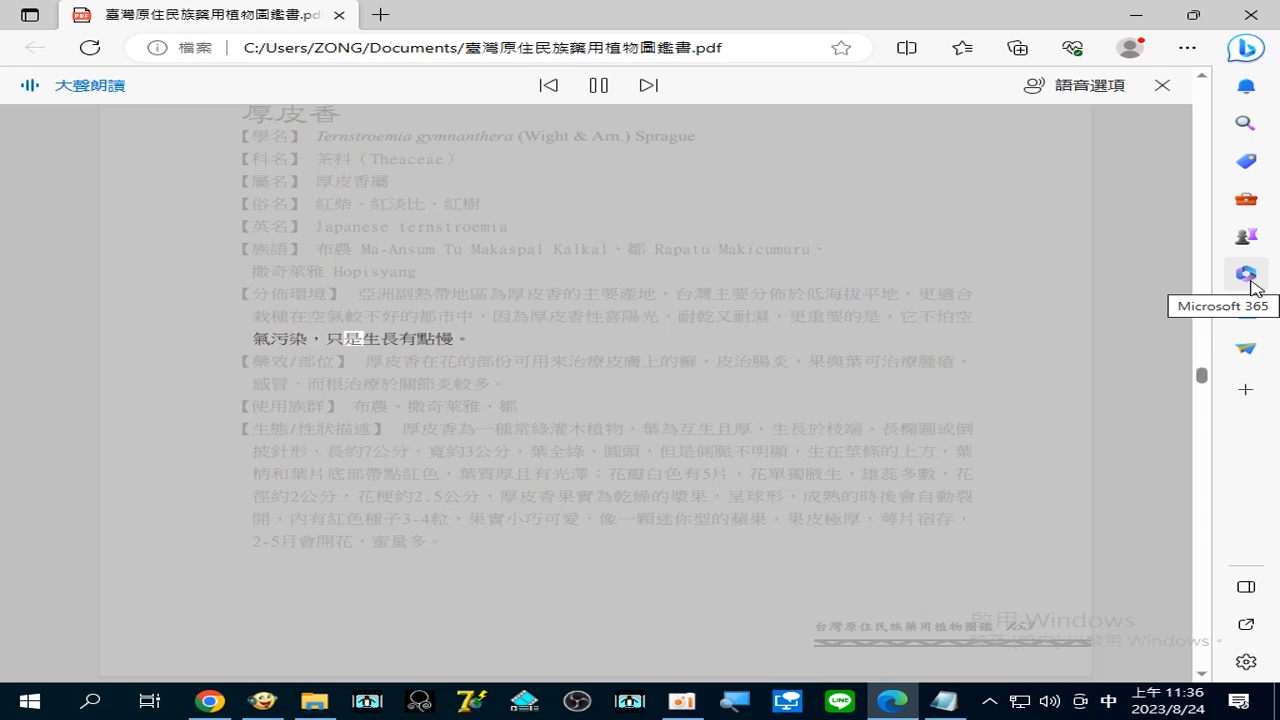 臺灣原住民族藥用植物圖鑑書.pdf
檔案 C:/Users/ZONG/Documents/臺灣原住民族藥用植物圖鑑書.pdf
大聲朗讀
語音選項
厚皮香
【學名】 Ternstroemia gymnanthera (Wight & Arn.) Sprague
【科名】 茶科（Theaceae）
【屬名】 厚皮香屬
【俗名】 紅柴、紅淡比、紅樹
【英名】 Japanese ternstroemia
【族語】 布農 Ma-Ansum Tu Makaspal Kalkal、鄒 Rapatu Makicumuru、
撒奇萊雅 Hopisyang
【分佈環境】 亞洲副熱帶地區為厚皮香的主要產地，台灣主要分佈於低海拔平地，更適合
栽種在空氣較不好的都市中，因為厚皮香性喜陽光，耐乾又耐濕，更重要的是，它不怕空
氣污染，只是生長有點慢。
【藥效/部位】 厚皮香在花的部份可用來治療皮膚上的癬，皮治腸炎，果與葉可治療腫瘡、
感冒，而根治療於關節炎較多。
【使用族群】 布農、撒奇萊雅、鄒
【生態/性狀描述】 厚皮香為一種常綠灌木植物，葉為互生且厚，生長於枝端，長橢圓或倒
披針形，長約7公分，寬約3公分，葉全綠，圓頭，但是側脈不明顯，生在莖條的上方，葉
柄和葉片底部帶點紅色，葉質厚且有光澤；花瓣白色有5片，花單獨腋生，雄蕊多數，花
徑約2公分，花梗約2.5公分，厚皮香果實為乾燥的漿果，呈球形，成熟的時後會自動裂
開，內有紅色種子3-4粒，果實小巧可愛，像一顆迷你型的蘋果，果皮極厚，萼片宿存，
2-5月會開花，蜜量多。
台灣原住民族藥用植物圖鑑
啟用 Windows
Microsoft 365
中
上午 11:36
2023/8/24